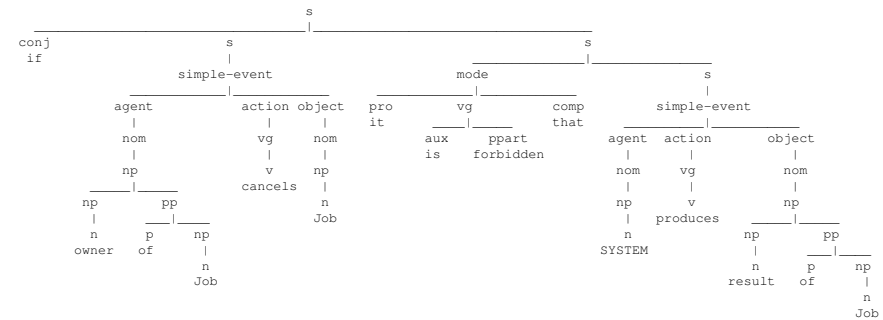 s
conj s s
if
simple-event mode s
agent action object pro vg comp simple-event
it that
nom vg nom aux ppart agent action object
is forbidden
np v np nom vg nom
cancels
np pp n np v np
Job produces
n p np n np pp
owner of SYSTEM
n n p np
Job result of
n
Job